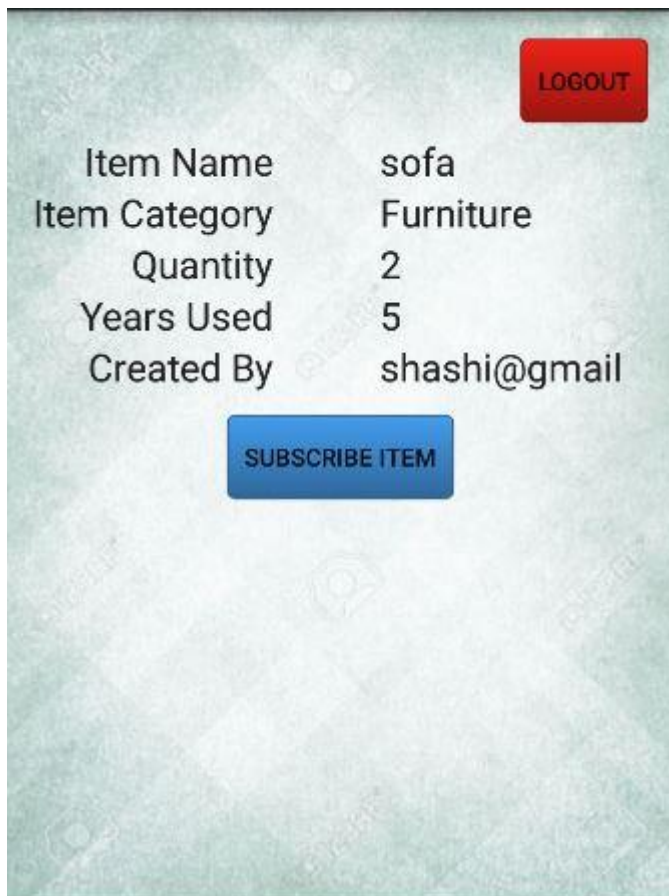 LOGOUT
Item Name sofa
Item Category Furniture
Quantity 2
Years Used 5
Created By shashi@gmail
SUBSCRIBE ITEM